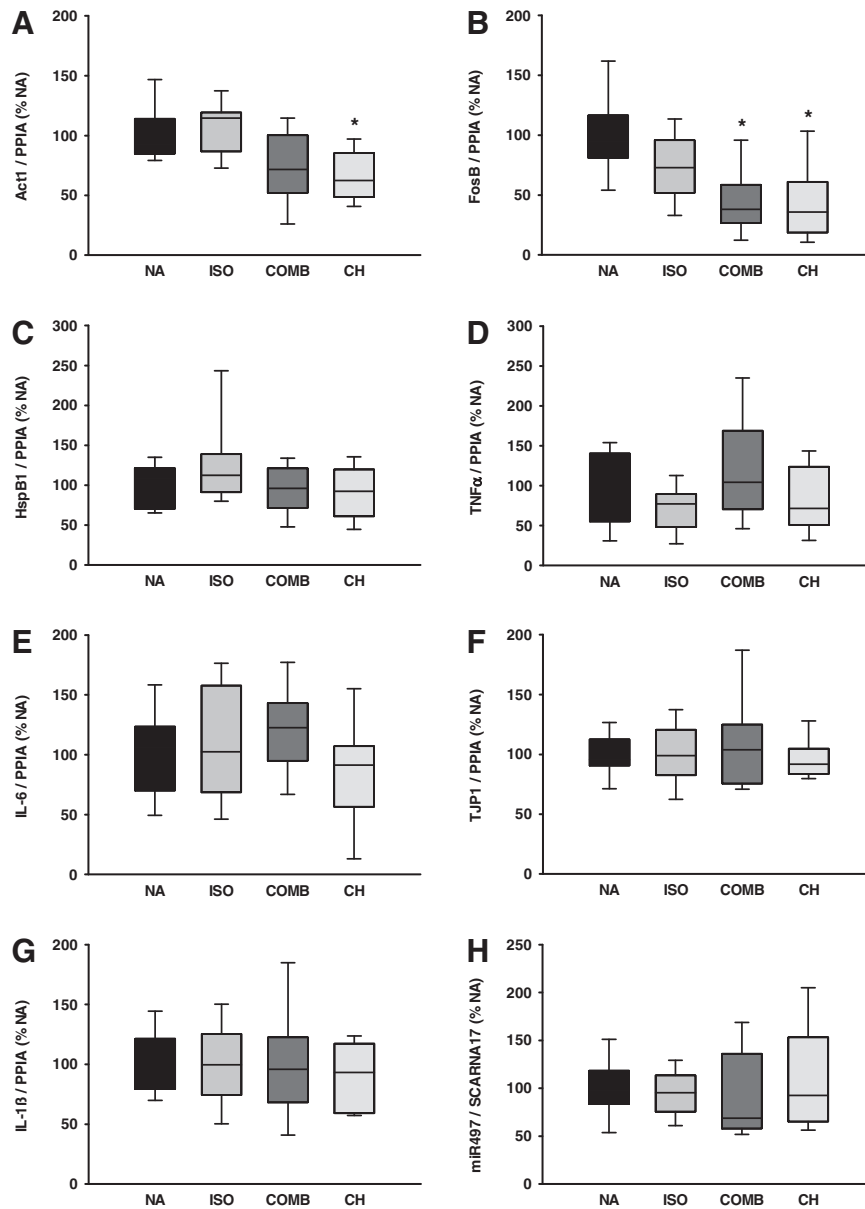 A
Act1 / PPIA (% NA)
200
150
100
50
0
*
NA ISO COMB CH
B
FosB / PPIA (% NA)
200
150
100
50
0
* *
NA ISO COMB CH
C
HspB1 / PPIA (% NA)
300
250
200
150
100
50
0
NA ISO COMB CH
D
TNFα / PPIA (% NA)
300
250
200
150
100
50
0
NA ISO COMB CH
E
IL-6 / PPIA (% NA)
200
150
100
50
0
NA ISO COMB CH
F
TJP1 / PPIA (% NA)
200
150
100
50
0
NA ISO COMB CH
G
IL-1ß / PPIA (% NA)
200
150
100
50
0
NA ISO COMB CH
H
miR497 / SCARNA17 (% NA)
250
200
150
100
50
0
NA ISO COMB CH